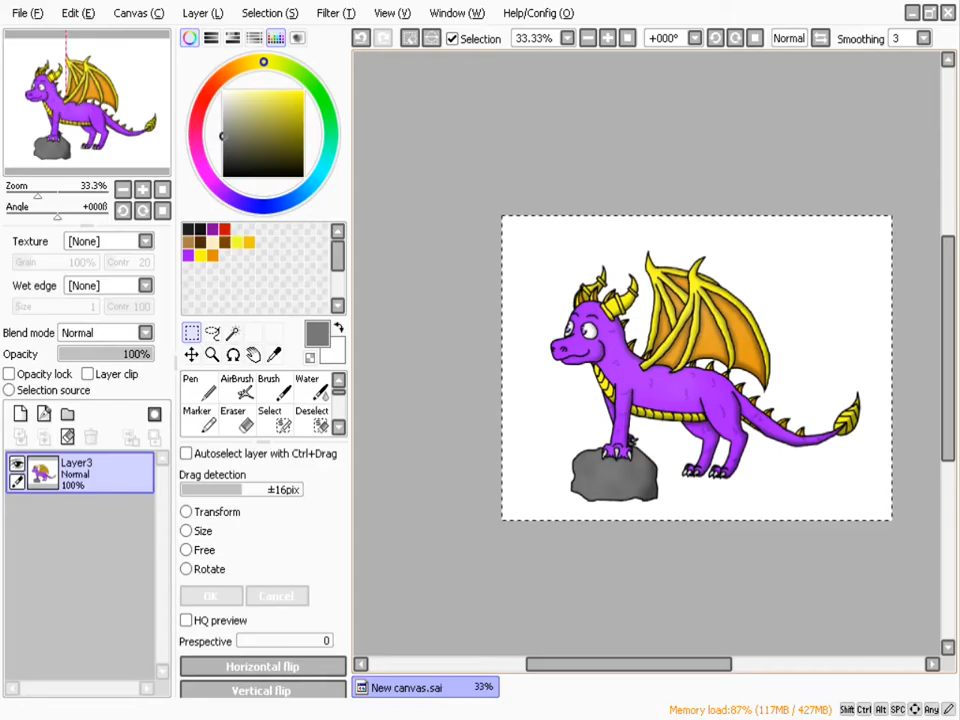 File (F) Edit (E) Canvas (C) Layer (L) Selection (S) Filter (T) View (V) Window (W) Help/Config (O)
Selection 33.33% +000° Normal Smoothing 3
Zoom 33.3%
Angle +000ß
Texture [None]
Grain 100% Contr 20
Wet edge [None]
Size 1 Contr 100
Blend mode Normal
Opacity 100%
Opacity lock Layer clip
Selection source
Layer3
Normal
100%
Pen AirBrush Brush Water
Marker Eraser Select Deselect
Autoselect layer with Ctrl+Drag
Drag detection
±16pix
Transform
Size
Free
Rotate
OK Cancel
HQ preview
Prespective 0
Horizontal flip
Vertical flip
New canvas.sai 33%
Memory load:87% (117MB / 427MB) Shift Ctrl Alt SPC Any